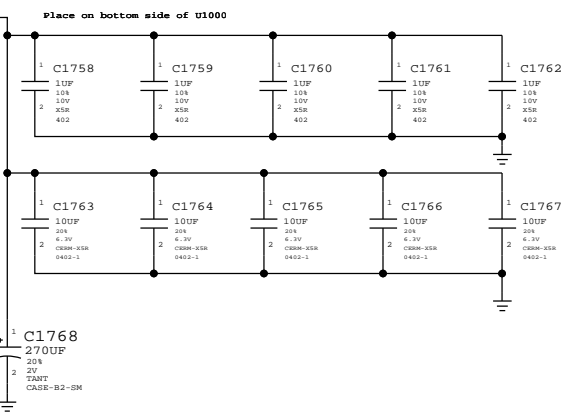 Place on bottom side of U1000
1 C1758
1UF
10%
10V
X5R
2 402
1 C1759
1UF
10%
10V
X5R
2 402
1 C1760
1UF
10%
10V
X5R
2 402
1 C1761
1UF
10%
10V
X5R
2 402
1 C1762
1UF
10%
10V
X5R
2 402
1 C1763
10UF
20%
6.3V
2 CERM-X5R
0402-1
1 C1764
10UF
20%
6.3V
2 CERM-X5R
0402-1
1 C1765
10UF
20%
6.3V
2 CERM-X5R
0402-1
1 C1766
10UF
20%
6.3V
2 CERM-X5R
0402-1
1 C1767
10UF
20%
6.3V
2 CERM-X5R
0402-1
1 C1768
270UF
20%
2V
2 TANT
CASE-B2-SM